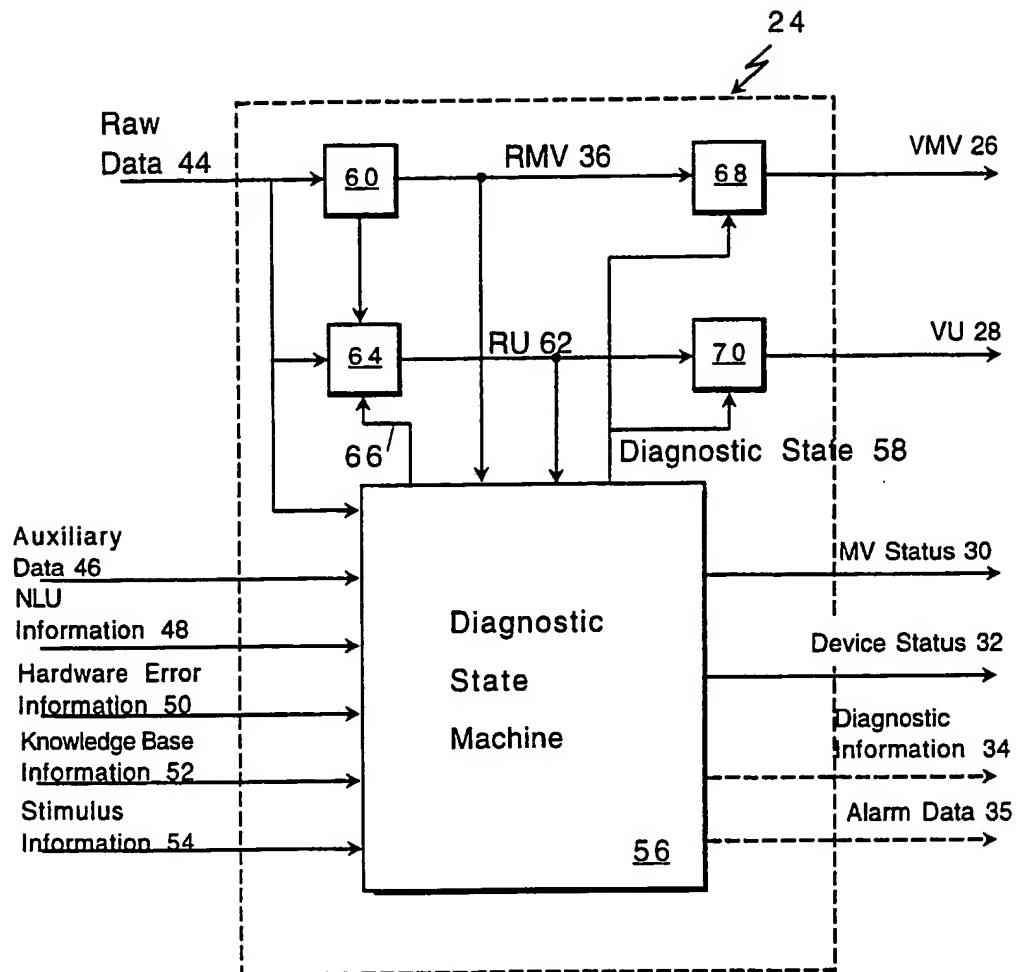 24
Raw
Data 44
60
RMV 36
68
VMV 26
64
RU 62
70
VU 28
66
Diagnostic State 58
Auxiliary
Data 46
NLU
Information 48
Hardware Error
Information 50
Knowledge Base
Information 52
Stimulus
Information 54
Diagnostic
State
Machine
56
MV Status 30
Device Status 32
Diagnostic
Information 34
Alarm Data 35